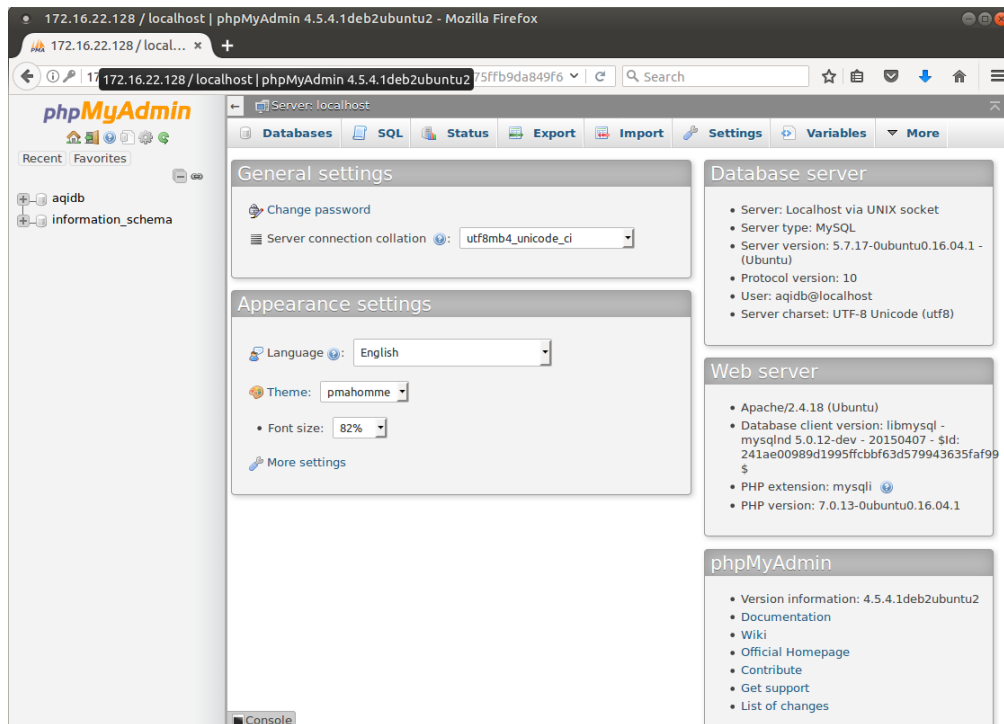 172.16.22.128 / localhost | phpMyAdmin 4.5.4.1deb2ubuntu2 - Mozilla Firefox
172.16.22.128 / local... ×
172.16.22.128 / localhost | phpMyAdmin 4.5.4.1deb2ubuntu2
75ffb9da849f6
Search
phpMyAdmin
Recent Favorites
aqidb
information_schema
Server: localhost
Databases SQL Status Export Import Settings Variables More
General settings
Change password
Server connection collation : utf8mb4_unicode_ci
Appearance settings
Language : English
Theme: pmahomme
• Font size: 82%
More settings
Database server
• Server: Localhost via UNIX socket
• Server type: MySQL
• Server version: 5.7.17-0ubuntu0.16.04.1 -
(Ubuntu)
• Protocol version: 10
• User: aqidb@localhost
• Server charset: UTF-8 Unicode (utf8)
Web server
• Apache/2.4.18 (Ubuntu)
• Database client version: libmysql -
mysqlnd 5.0.12-dev - 20150407 - $Id:
241ae00989d1995ffcbbf63d579943635faf99
$
• PHP extension: mysqli
• PHP version: 7.0.13-0ubuntu0.16.04.1
phpMyAdmin
• Version information: 4.5.4.1deb2ubuntu2
• Documentation
• Wiki
• Official Homepage
• Contribute
• Get support
• List of changes
Console